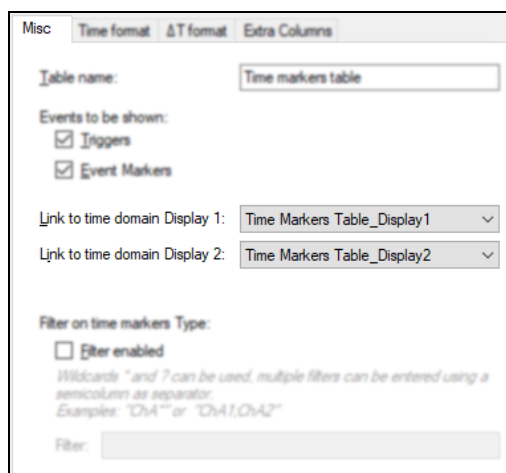 Misc Time format ΔT format Extra Columns
Table name: Time markers table
Events to be shown:
Triggers
Event Markers
Link to time domain Display 1: Time Markers Table_Display1
Link to time domain Display 2: Time Markers Table_Display2
Filter on time markers Type:
Filter enabled
Wildcards * and ? can be used, multiple filters can be entered using a
semicolon as separator.
Examples: "ChA*" or "ChA1;ChA2"
Filter: